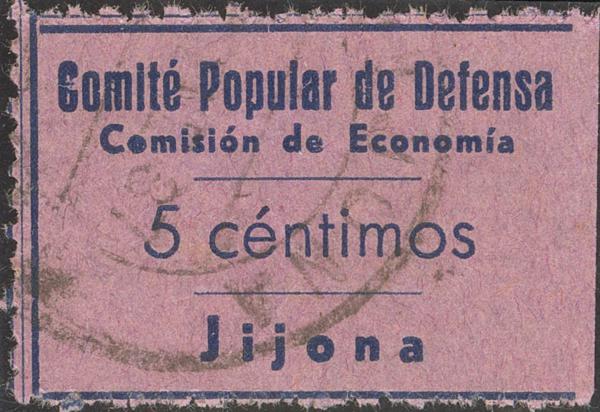 Comité Popular de Defensa
Comisión de Economía
5 céntimos
Jijona